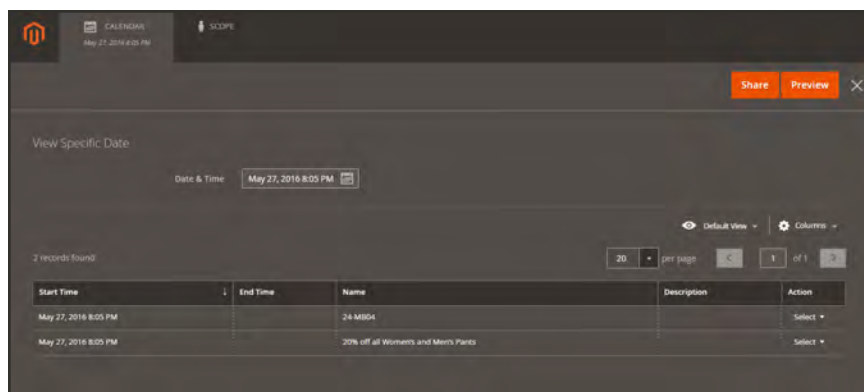 CALENDAR
May 27, 2016 8:05 PM
SCOPE
Share Preview
View Specific Date
Date & Time May 27, 2016 8:05 PM
Default View Columns
2 records found 20 per page 1 of 1
Start Time End Time Name Description Action
May 27, 2016 8:05 PM 24-MB04 Select
May 27, 2016 8:05 PM 20% off all Women's and Men's Pants Select